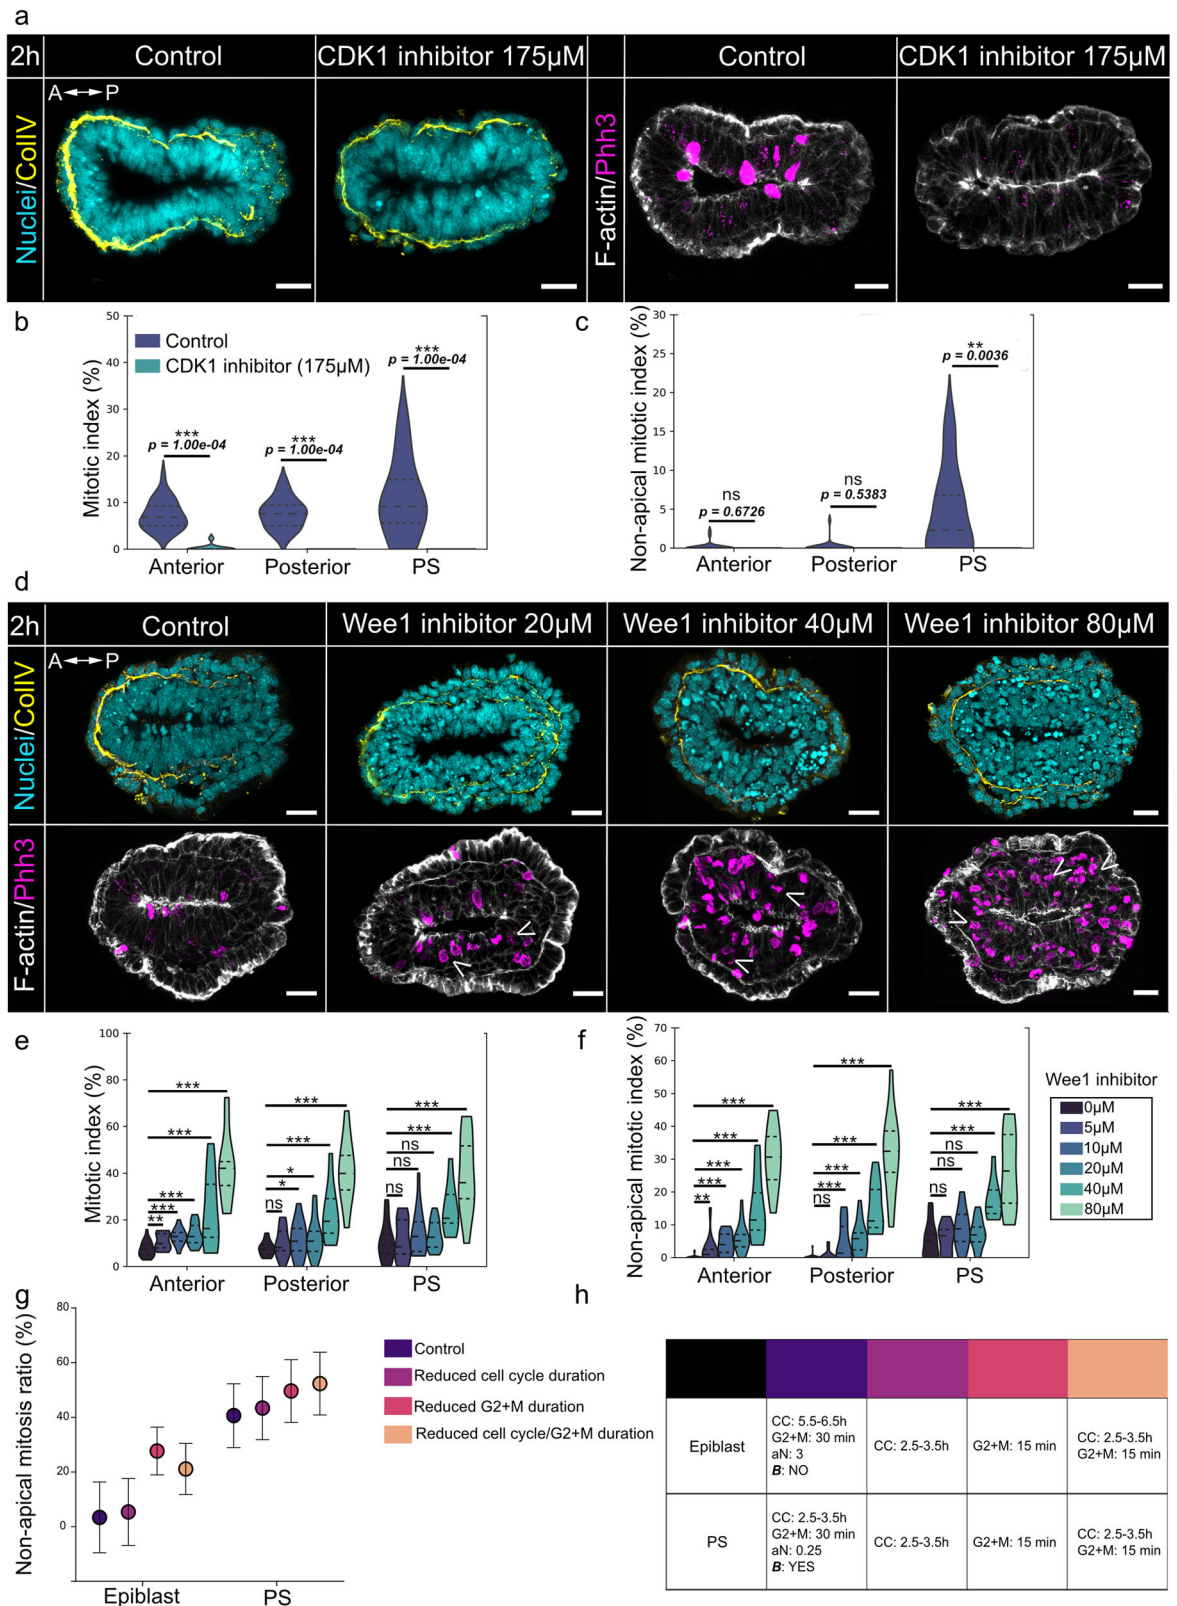 a
2h
Control
CDK1 inhibitor 175µM
Control
CDK1 inhibitor 175µM
A↔P
Nuclei/ColIV
F-actin/Phh3
b
Mitotic index (%)
50
40
30
20
10
0
Control
CDK1 inhibitor (175µM)
***
p = 1.00e-04
***
p = 1.00e-04
***
p = 1.00e-04
Anterior
Posterior
PS
c
Non-apical mitotic index (%)
30
25
20
15
10
5
0
ns
p = 0.6726
ns
p = 0.5383
**
p = 0.0036
Anterior
Posterior
PS
d
2h
Control
Wee1 inhibitor 20µM
Wee1 inhibitor 40µM
Wee1 inhibitor 80µM
A↔P
Nuclei/ColIV
F-actin/Phh3
e
Mitotic index (%)
100
80
60
40
20
0
***
***
***
***
**
***
***
*
*
ns
***
***
ns
ns
ns
Anterior
Posterior
PS
f
Non-apical mitotic index (%)
70
60
50
40
30
20
10
0
***
***
***
***
**
***
***
***
***
ns
***
***
ns
ns
ns
Anterior
Posterior
PS
Wee1 inhibitor
0µM
5µM
10µM
20µM
40µM
80µM
g
Non-apical mitosis ratio (%)
80
60
40
20
0
Epiblast
PS
Control
Reduced cell cycle duration
Reduced G2+M duration
Reduced cell cycle/G2+M duration
h
Epiblast
CC: 5.5-6.5h
G2+M: 30 min
aN: 3
B: NO
CC: 2.5-3.5h
G2+M: 15 min
CC: 2.5-3.5h
G2+M: 15 min
PS
CC: 2.5-3.5h
G2+M: 30 min
aN: 0.25
B: YES
CC: 2.5-3.5h
G2+M: 15 min
CC: 2.5-3.5h
G2+M: 15 min